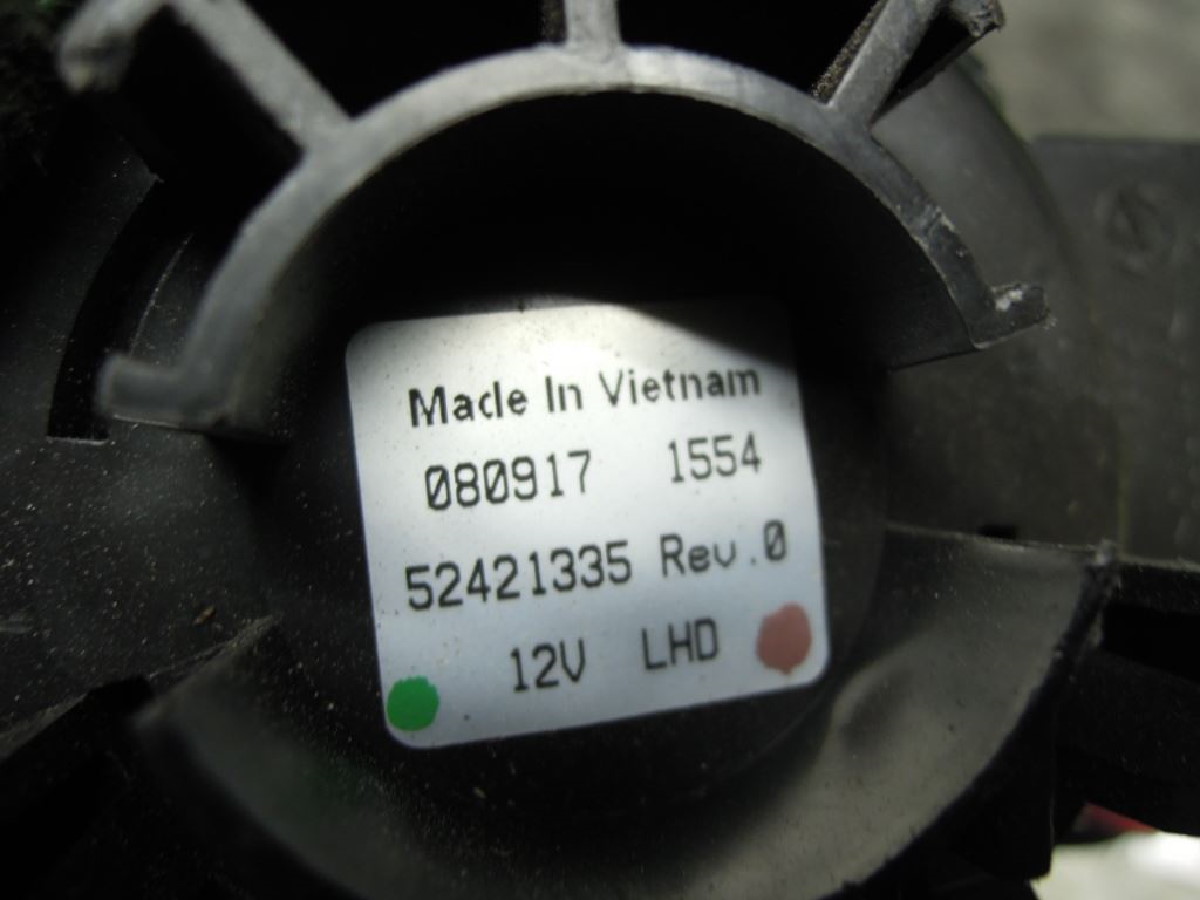 Made In Vietnam
080917 1554
52421335 Rev.0
12V LHD